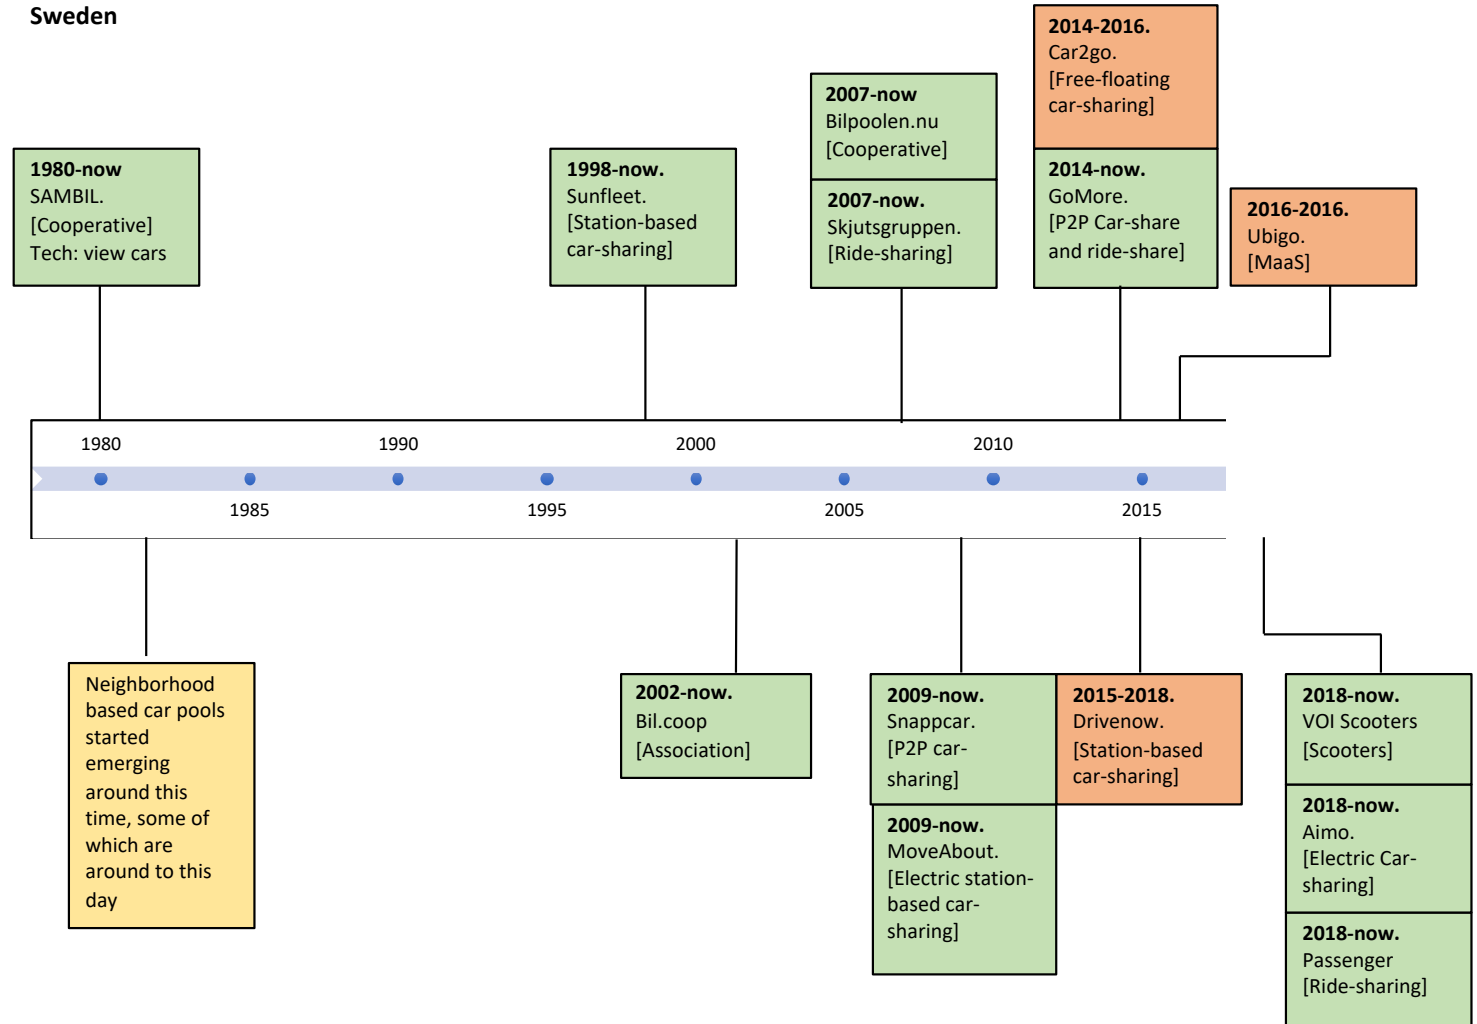 Sweden
2014-2016.
Car2go.
[Free-floating
car-sharing]
2007-now
Bilpoolen.nu
[Cooperative]
1980-now
SAMBIL.
[Cooperative]
Tech: view cars
1998-now.
Sunfleet.
[Station-based
car-sharing]
2007-now.
Skjutsgruppen.
[Ride-sharing]
2014-now.
GoMore.
[P2P Car-share
and ride-share]
2016-2016.
Ubigo.
[MaaS]
1980
1990
2000
2010
1985
1995
2005
2015
Neighborhood
based car pools
started
emerging
around this
time, some of
which are
around to this
day
2002-now.
Bil.coop
[Association]
2009-now.
Snappcar.
[P2P car-
sharing]
2015-2018.
Drivenow.
[Station-based
car-sharing]
2018-now.
VOI Scooters
[Scooters]
2009-now.
MoveAbout.
[Electric station-
based car-
sharing]
2018-now.
Aimo.
[Electric Car-
sharing]
2018-now.
Passenger
[Ride-sharing]